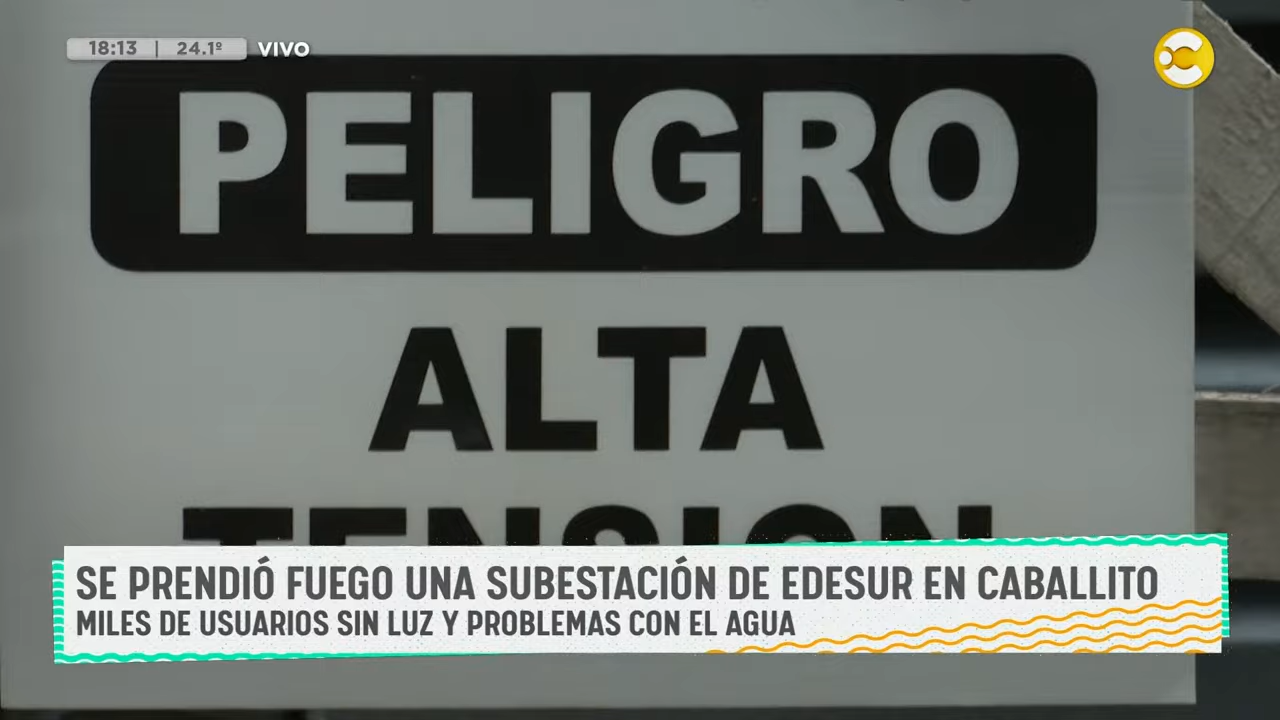 18:13 | 24.1º VIVO
PELIGRO
ALTA
TENSION
SE PRENDIÓ FUEGO UNA SUBESTACIÓN DE EDESUR EN CABALLITO
MILES DE USUARIOS SIN LUZ Y PROBLEMAS CON EL AGUA